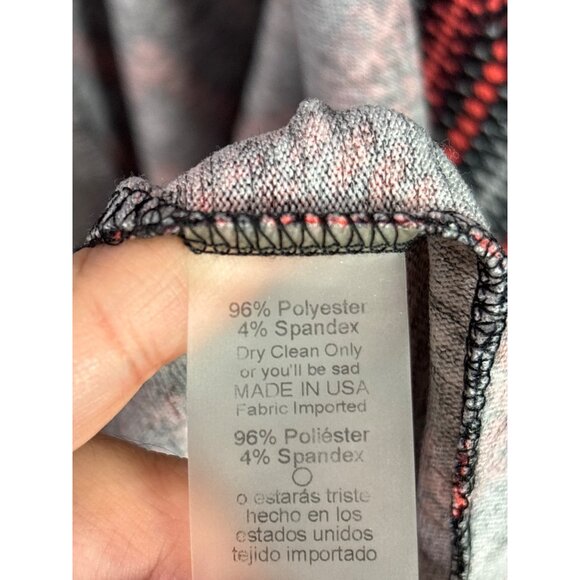 96% Polyester
4% Spandex
Dry Clean Only
or you'll be sad
MADE IN USA
Fabric Imported
96% Poliéster
4% Spandex
o estarás triste
hecho en los
estados unidos
tejido importado